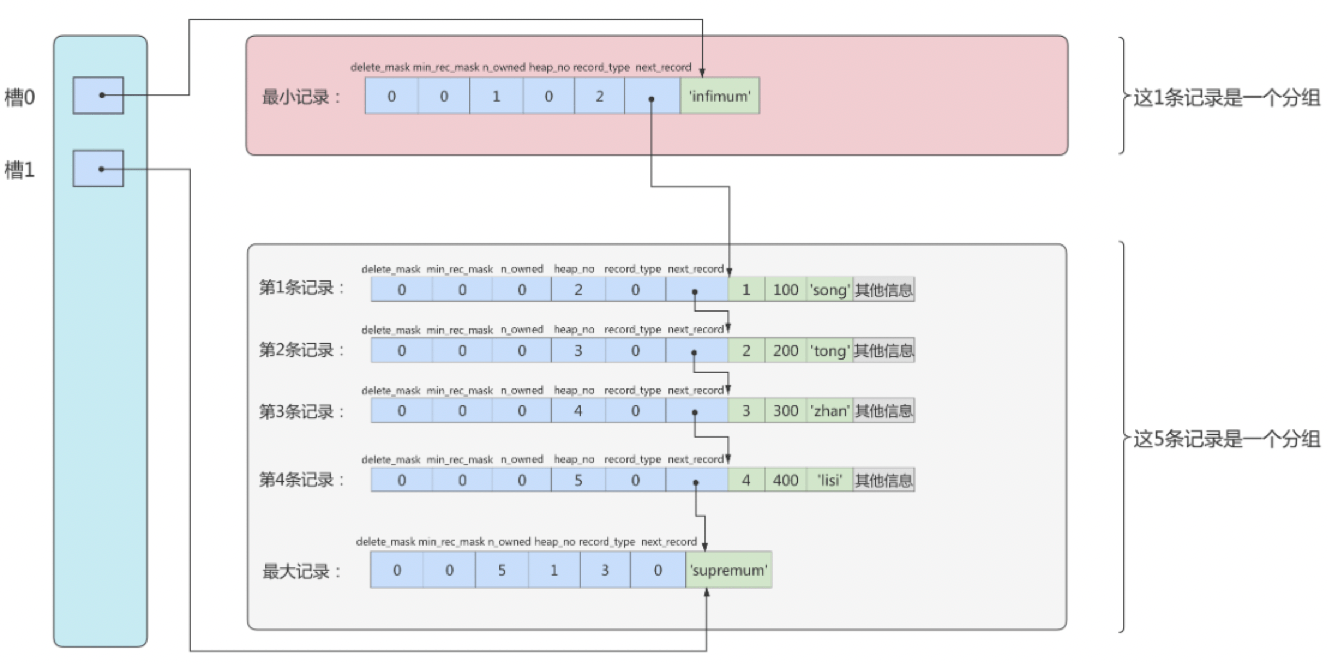 delete_mask min_rec_mask n_owned heap_no record_type next_record
槽0 最小记录： 0 0 1 0 2 'infimum' 这1条记录是一个分组
槽1
delete_mask min_rec_mask n_owned heap_no record_type next_record
第1条记录： 0 0 0 2 0 1 100 'song' 其他信息
delete_mask min_rec_mask n_owned heap_no record_type next_record
第2条记录： 0 0 0 3 0 2 200 'tong' 其他信息
delete_mask min_rec_mask n_owned heap_no record_type next_record
第3条记录： 0 0 0 4 0 3 300 'zhan' 其他信息
这5条记录是一个分组
delete_mask min_rec_mask n_owned heap_no record_type next_record
第4条记录： 0 0 0 5 0 4 400 'lisi' 其他信息
delete_mask min_rec_mask n_owned heap_no record_type next_record
最大记录： 0 0 5 1 3 0 'supremum'